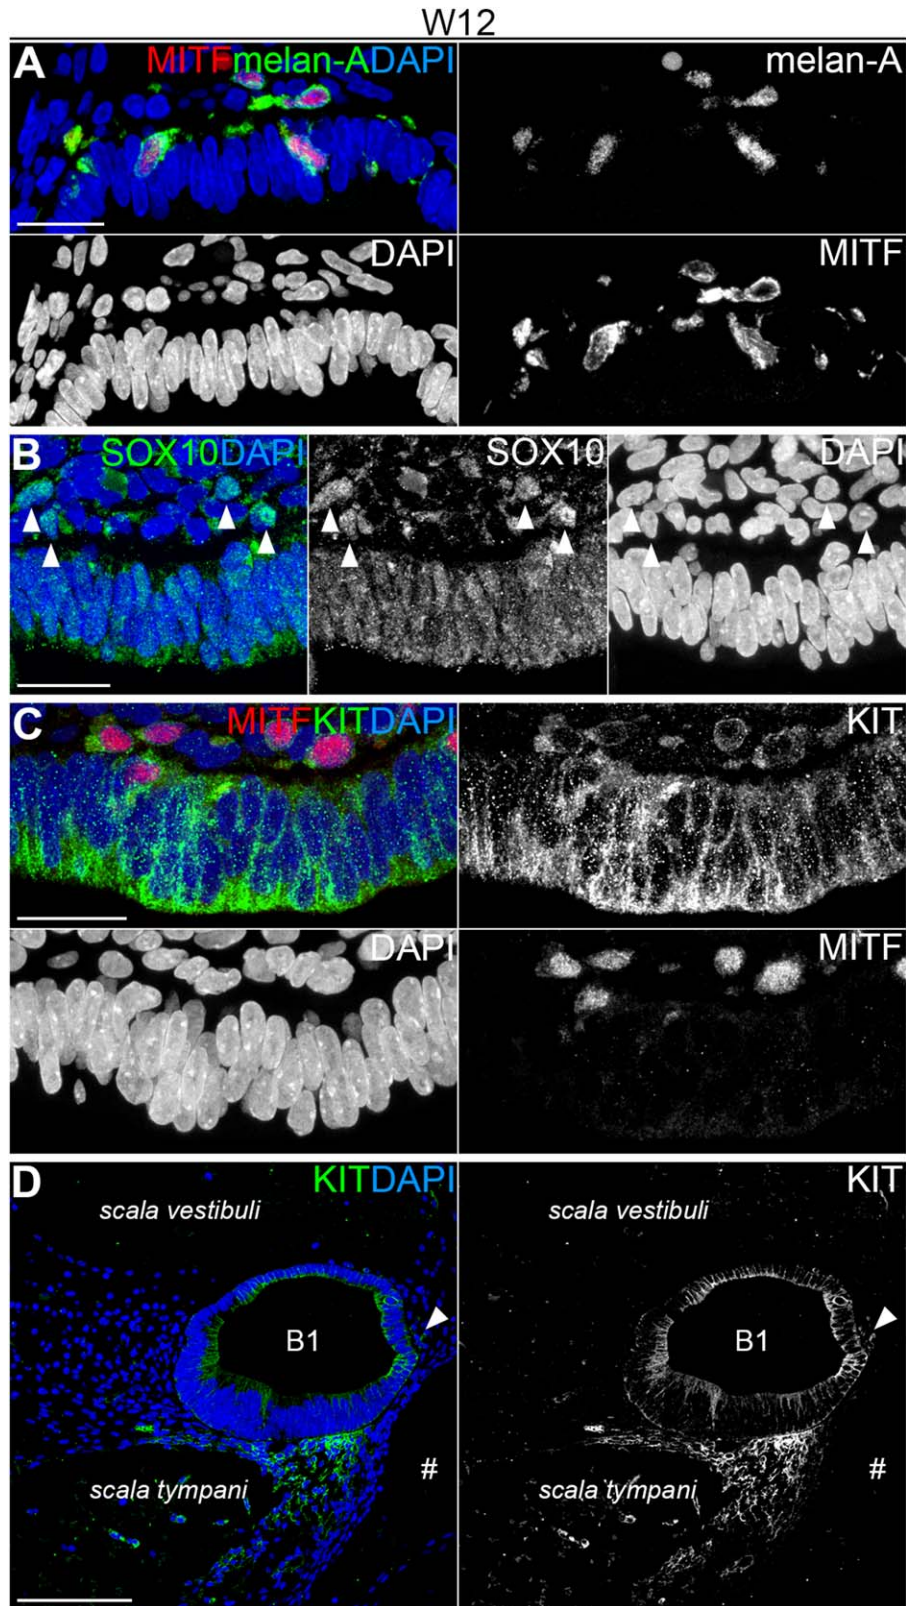 W12
A
MITFmelan-ADAPI
melan-A
DAPI
MITF
B
SOX10DAPI
SOX10
DAPI
C
MITFKITDAPI
KIT
DAPI
MITF
D
KITDAPI
KIT
scala vestibuli
scala vestibuli
B1
B1
#
#
scala tympani
scala tympani